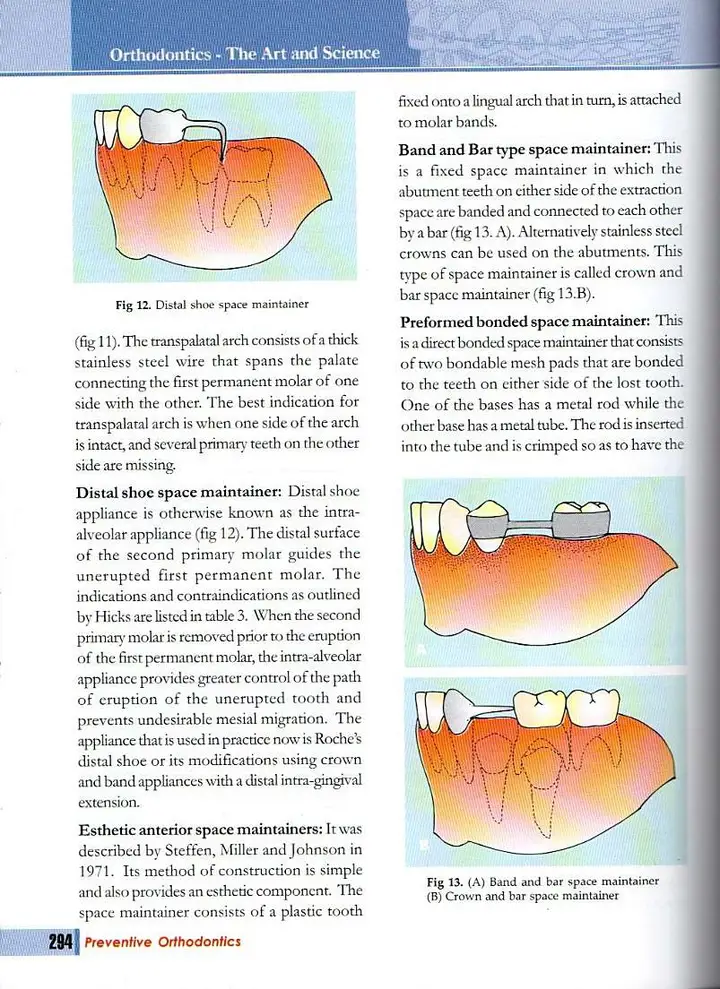 Orthodontics - The Art and Science
Fig 12. Distal shoe space maintainer
(fig 11). The transpalatal arch consists of a thick
stainless steel wire that spans the palate
connecting the first permanent molar of one
side with the other. The best indication for
transpalatal arch is when one side of the arch
is intact, and several primary teeth on the other
side are missing.
Distal shoe space maintainer: Distal shoe
appliance is otherwise known as the intra-
alveolar appliance (fig 12). The distal surface
of the second primary molar guides the
unerupted first permanent molar. The
indications and contraindications as outlined
by Hicks are listed in table 3. When the second
primary molar is removed prior to the eruption
of the first permanent molar, the intra-alveolar
appliance provides greater control of the path
of eruption of the unerupted tooth and
prevents undesirable mesial migration. The
appliance that is used in practice now is Roche's
distal shoe or its modifications using crown
and band appliances with a distal intra-gingival
extension.
Esthetic anterior space maintainers: It was
described by Steffen, Miller and Johnson in
1971. Its method of construction is simple
and also provides an esthetic component. The
space maintainer consists of a plastic tooth
fixed onto a lingual arch that in turn, is attached
to molar bands.
Band and Bar type space maintainer: This
is a fixed space maintainer in which the
abutment teeth on either side of the extraction
space are banded and connected to each other
by a bar (fig 13. A). Alternatively stainless steel
crowns can be used on the abutments. This
type of space maintainer is called crown and
bar space maintainer (fig 13.B).
Preformed bonded space maintainer: This
is a direct bonded space maintainer that consists
of two bondable mesh pads that are bonded
to the teeth on either side of the lost tooth.
One of the bases has a metal rod while the
other base has a metal tube. The rod is inserted
into the tube and is crimped so as to have the
A
B
Fig 13. (A) Band and bar space maintainer
(B) Crown and bar space maintainer
294 Preventive Orthodontics